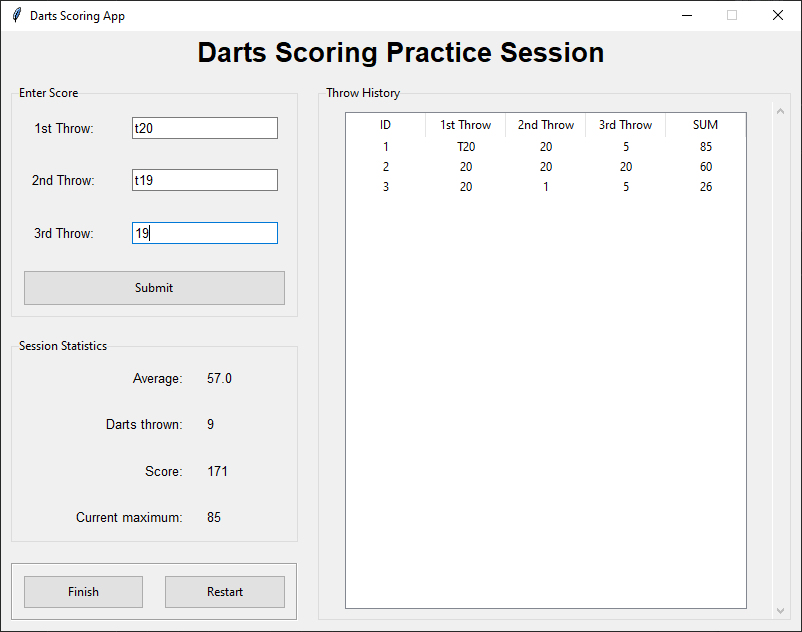 Darts Scoring App
Darts Scoring Practice Session
Enter Score
1st Throw: t20
2nd Throw: t19
3rd Throw: 19
Submit
Session Statistics
Average: 57.0
Darts thrown: 9
Score: 171
Current maximum: 85
Finish Restart
Throw History
ID 1st Throw 2nd Throw 3rd Throw SUM
1 T20 20 5 85
2 20 20 20 60
3 20 1 5 26